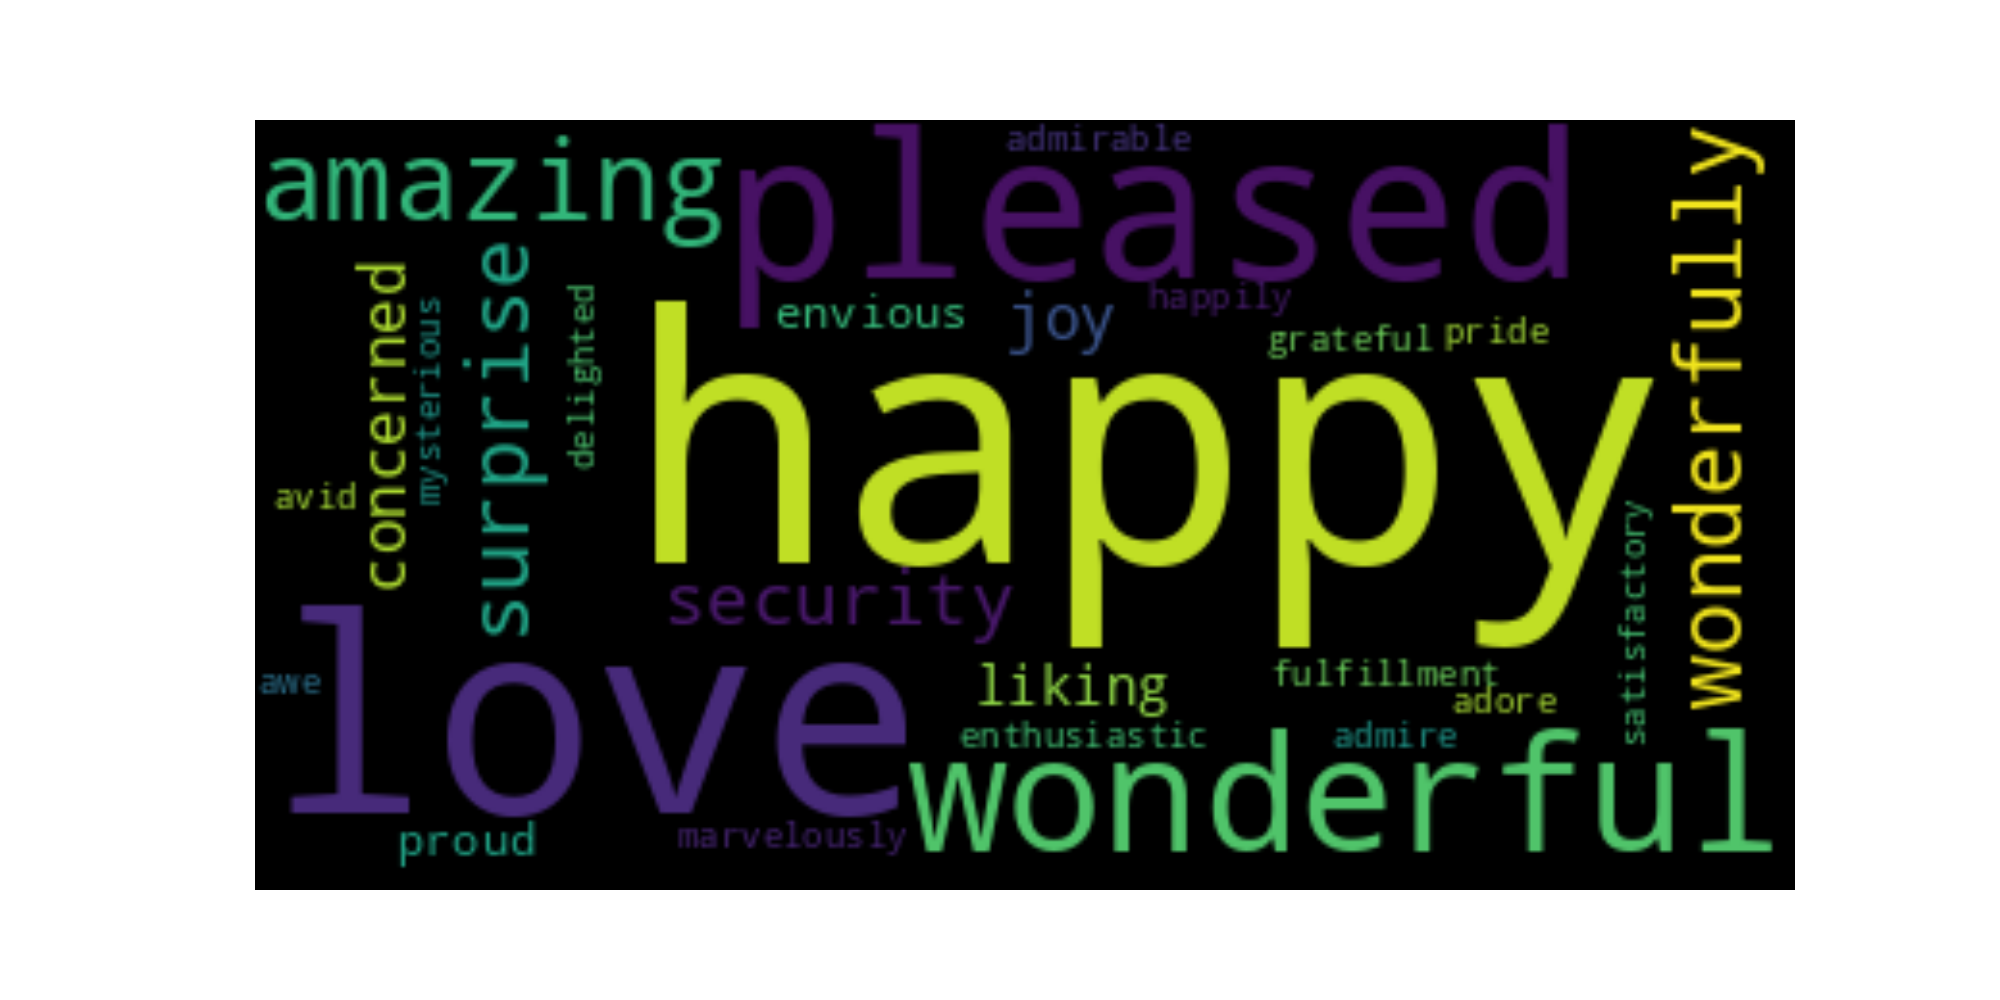 amazing
pleased
admirable
wonderfully
concerned
mysterious
surprise
delighted
envious
joy
happily
grateful
pride
happy
avid
security
satisfactory
love
awe
liking
fulfillment
adore
enthusiastic
admire
wonderful
proud
marvelously